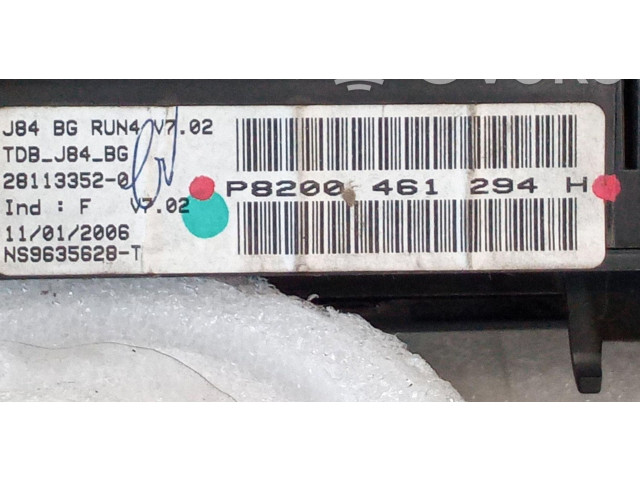 J84 BG RUN4 V7.02
TDB_J84_BG
28113352-0
Ind : F V7.02
11/01/2006
NS9635628-T
P8200 461 294 H